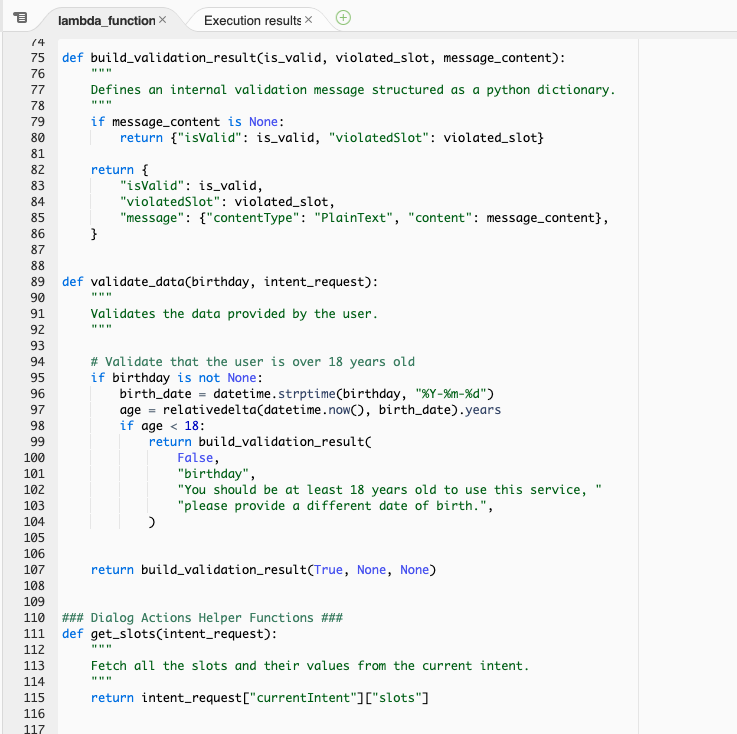 lambda_function × Execution results ×
74
75 def build_validation_result(is_valid, violated_slot, message_content):
76     """
77     Defines an internal validation message structured as a python dictionary.
78     """
79     if message_content is None:
80         return {"isValid": is_valid, "violatedSlot": violated_slot}
81
82     return {
83         "isValid": is_valid,
84         "violatedSlot": violated_slot,
85         "message": {"contentType": "PlainText", "content": message_content},
86     }
87
88
89 def validate_data(birthday, intent_request):
90     """
91     Validates the data provided by the user.
92     """
93
94     # Validate that the user is over 18 years old
95     if birthday is not None:
96         birth_date = datetime.strptime(birthday, "%Y-%m-%d")
97         age = relativedelta(datetime.now(), birth_date).years
98         if age < 18:
99             return build_validation_result(
100                 False,
101                 "birthday",
102                 "You should be at least 18 years old to use this service, "
103                 "please provide a different date of birth.",
104             )
105
106
107     return build_validation_result(True, None, None)
108
109
110 ### Dialog Actions Helper Functions ###
111 def get_slots(intent_request):
112     """
113     Fetch all the slots and their values from the current intent.
114     """
115     return intent_request["currentIntent"]["slots"]
116
117